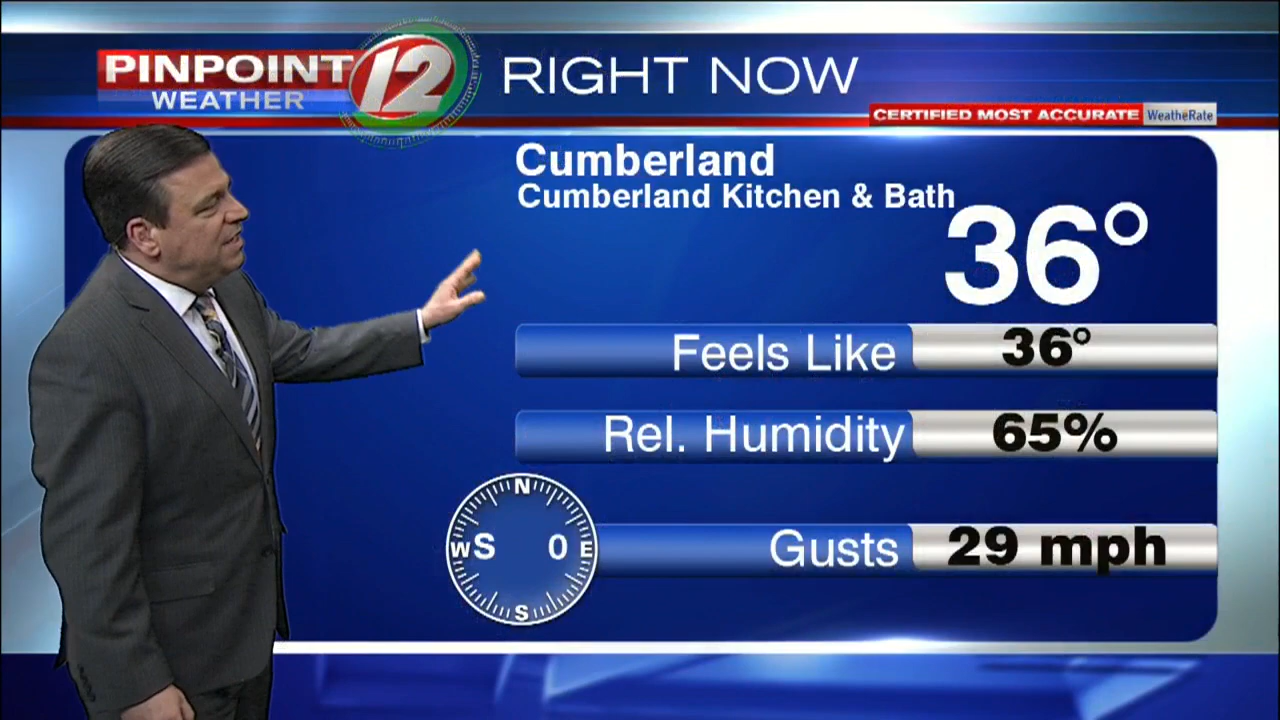 PINPOINT 12
WEATHER
RIGHT NOW
CERTIFIED MOST ACCURATE WeatheRate
Cumberland
Cumberland Kitchen & Bath
36°
Feels Like 36°
Rel. Humidity 65%
N
W S 0 E
S
Gusts 29 mph